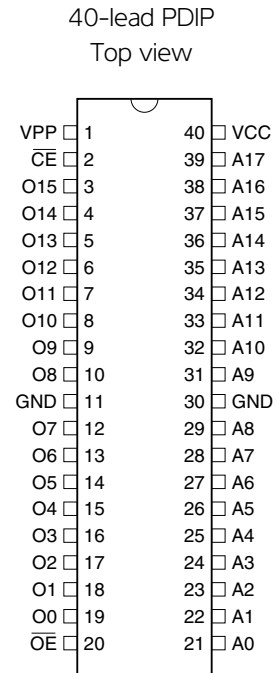 40-lead PDIP
Top view
VPP 1 40 VCC
C̅E̅ 2 39 A17
O15 3 38 A16
O14 4 37 A15
O13 5 36 A14
O12 6 35 A13
O11 7 34 A12
O10 8 33 A11
O9 9 32 A10
O8 10 31 A9
GND 11 30 GND
O7 12 29 A8
O6 13 28 A7
O5 14 27 A6
O4 15 26 A5
O3 16 25 A4
O2 17 24 A3
O1 18 23 A2
O0 19 22 A1
O̅E̅ 20 21 A0